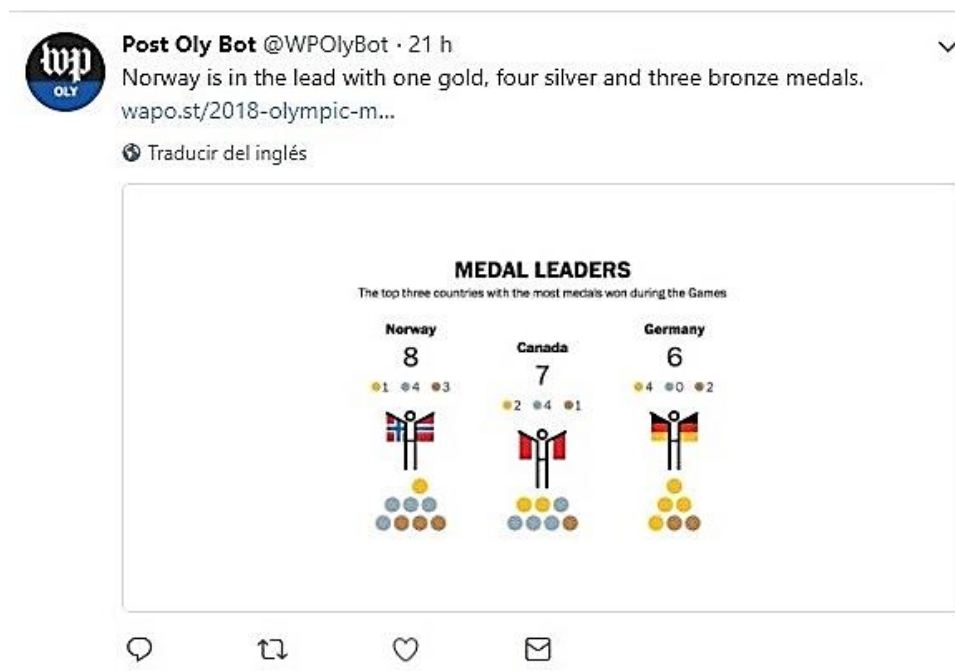 wp
OLY
Post Oly Bot @WPOlyBot · 21 h
Norway is in the lead with one gold, four silver and three bronze medals.
wapo.st/2018-olympic-m...
Traducir del inglés
MEDAL LEADERS
The top three countries with the most medals won during the Games
Norway
8
1 4 3
Canada
7
2 4 1
Germany
6
4 0 2